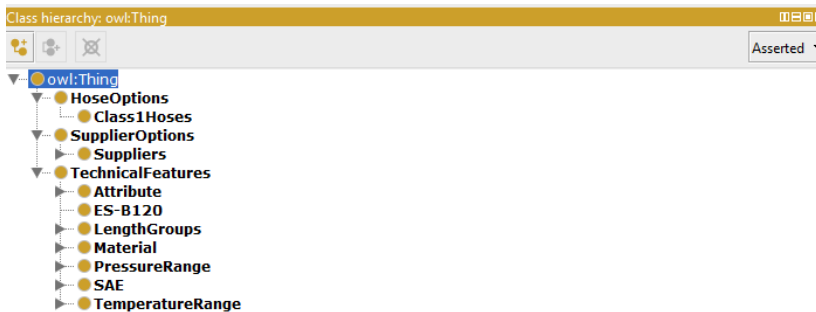 Class hierarchy: owl:Thing
Asserted
owl:Thing
HoseOptions
Class1Hoses
SupplierOptions
Suppliers
TechnicalFeatures
Attribute
ES-B120
LengthGroups
Material
PressureRange
SAE
TemperatureRange